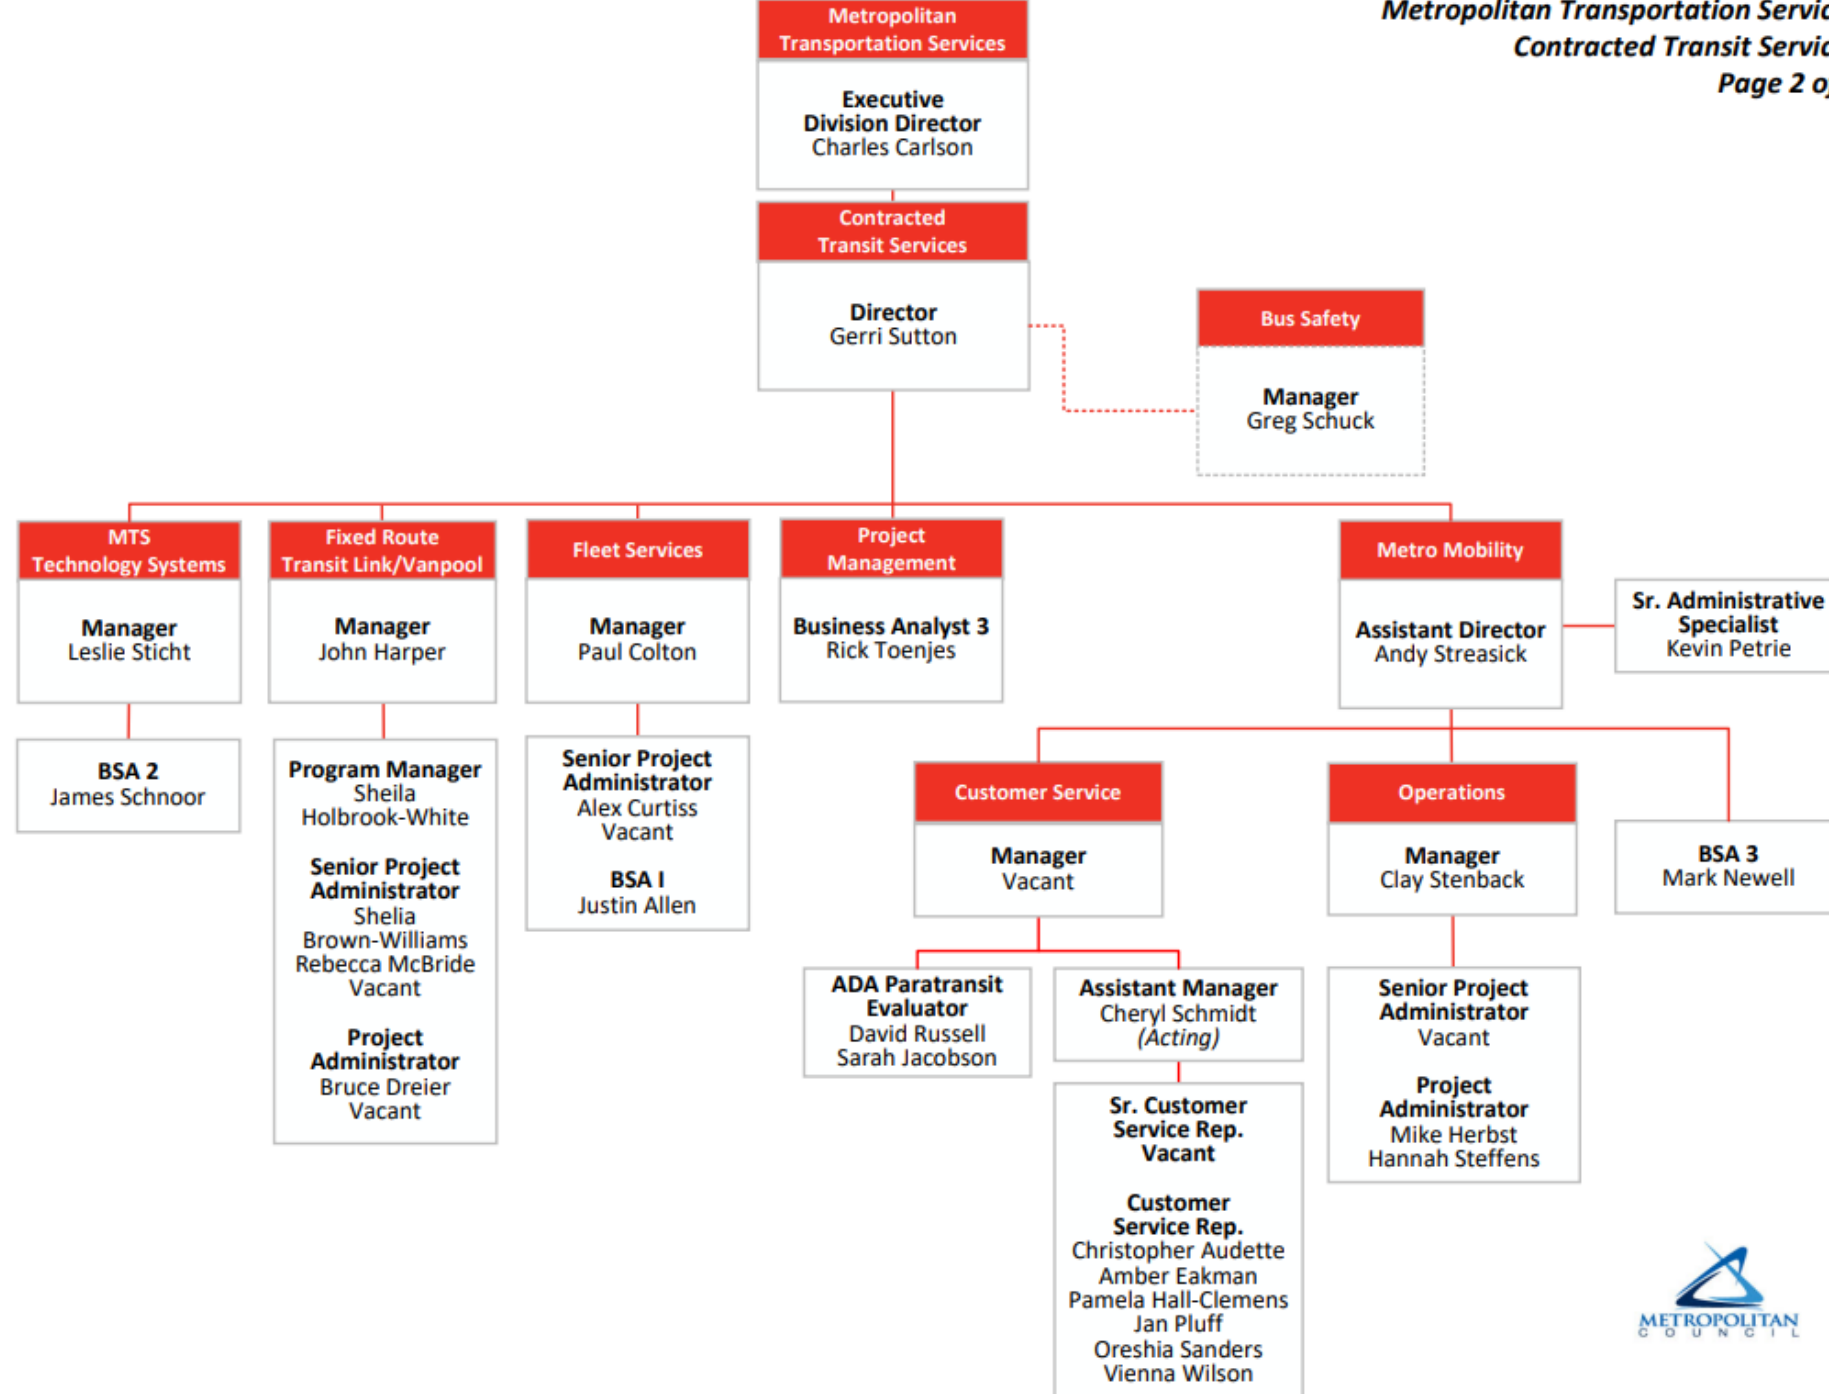 Metropolitan Transportation Servic
Contracted Transit Servic
Page 2 o
Metropolitan
Transportation Services
Executive
Division Director
Charles Carlson
Contracted
Transit Services
Director
Gerri Sutton
Bus Safety
Manager
Greg Schuck
MTS
Technology Systems
Manager
Leslie Sticht
BSA 2
James Schnoor
Fixed Route
Transit Link/Vanpool
Manager
John Harper
Program Manager
Sheila
Holbrook-White
Senior Project
Administrator
Shelia
Brown-Williams
Rebecca McBride
Vacant
Project
Administrator
Bruce Dreier
Vacant
Fleet Services
Manager
Paul Colton
Senior Project
Administrator
Alex Curtiss
Vacant
BSA I
Justin Allen
Project
Management
Business Analyst 3
Rick Toenjes
Metro Mobility
Assistant Director
Andy Streasick
Sr. Administrative
Specialist
Kevin Petrie
Customer Service
Manager
Vacant
ADA Paratransit
Evaluator
David Russell
Sarah Jacobson
Assistant Manager
Cheryl Schmidt
(Acting)
Sr. Customer
Service Rep.
Vacant
Customer
Service Rep.
Christopher Audette
Amber Eakman
Pamela Hall-Clemens
Jan Pluff
Oreshia Sanders
Vienna Wilson
Operations
Manager
Clay Stenback
Senior Project
Administrator
Vacant
Project
Administrator
Mike Herbst
Hannah Steffens
BSA 3
Mark Newell
METROPOLITAN
COUNCIL